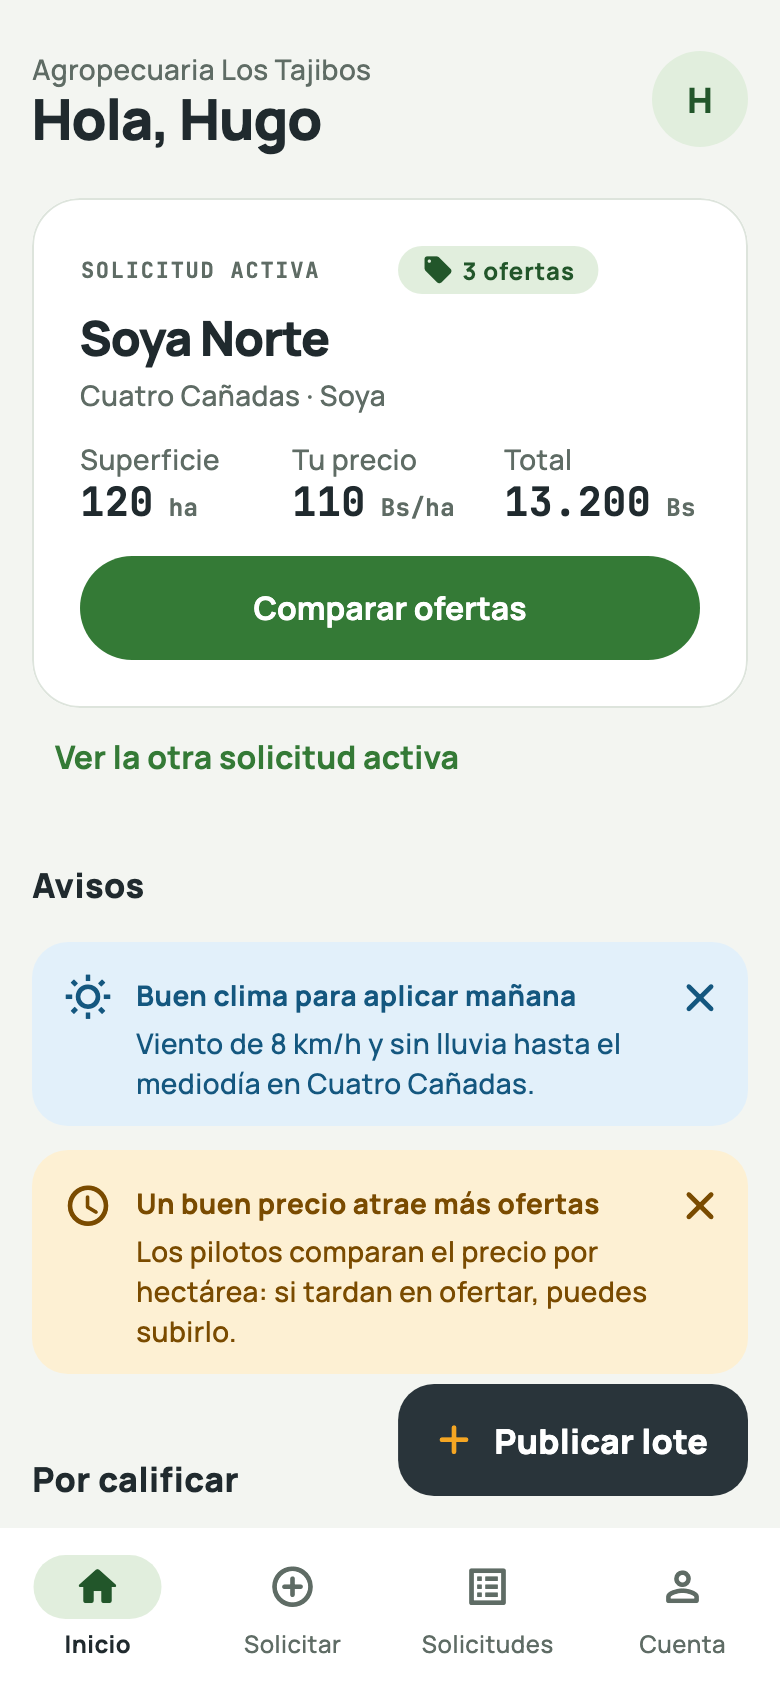 Agropecuaria Los Tajibos
Hola, Hugo
H
SOLICITUD ACTIVA
3 ofertas
Soya Norte
Cuatro Cañadas · Soya
Superficie
Tu precio
Total
120 ha
110 Bs/ha
13.200 Bs
Comparar ofertas
Ver la otra solicitud activa
Avisos
Buen clima para aplicar mañana
Viento de 8 km/h y sin lluvia hasta el
mediodía en Cuatro Cañadas.
Un buen precio atrae más ofertas
Los pilotos comparan el precio por
hectárea: si tardan en ofertar, puedes
subirlo.
Publicar lote
Por calificar
Inicio
Solicitar
Solicitudes
Cuenta